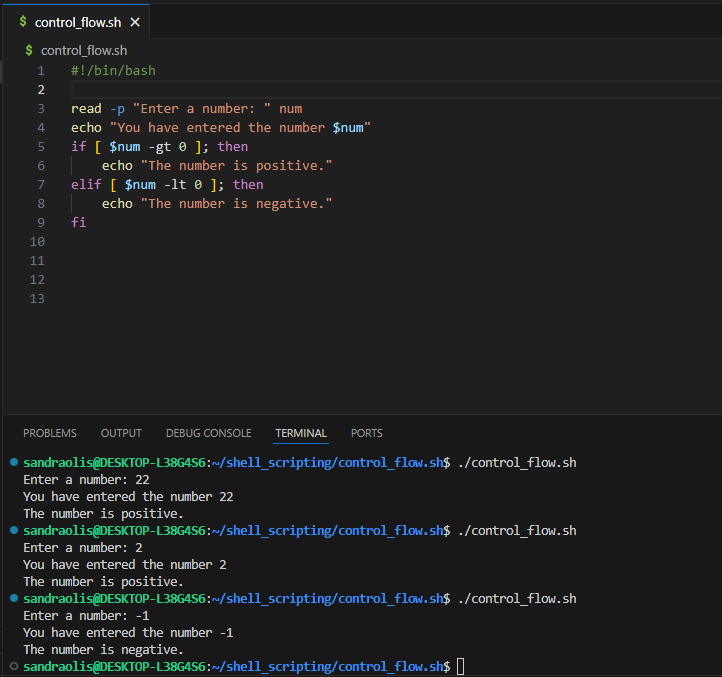 $ control_flow.sh ×
$ control_flow.sh
1 #!/bin/bash
2
3 read -p "Enter a number: " num
4 echo "You have entered the number $num"
5 if [ $num -gt 0 ]; then
6     echo "The number is positive."
7 elif [ $num -lt 0 ]; then
8     echo "The number is negative."
9 fi
10
11
12
13
PROBLEMS OUTPUT DEBUG CONSOLE TERMINAL PORTS
sandraolis@DESKTOP-L38G4S6:~/shell_scripting/control_flow.sh$ ./control_flow.sh
Enter a number: 22
You have entered the number 22
The number is positive.
sandraolis@DESKTOP-L38G4S6:~/shell_scripting/control_flow.sh$ ./control_flow.sh
Enter a number: 2
You have entered the number 2
The number is positive.
sandraolis@DESKTOP-L38G4S6:~/shell_scripting/control_flow.sh$ ./control_flow.sh
Enter a number: -1
You have entered the number -1
The number is negative.
sandraolis@DESKTOP-L38G4S6:~/shell_scripting/control_flow.sh$